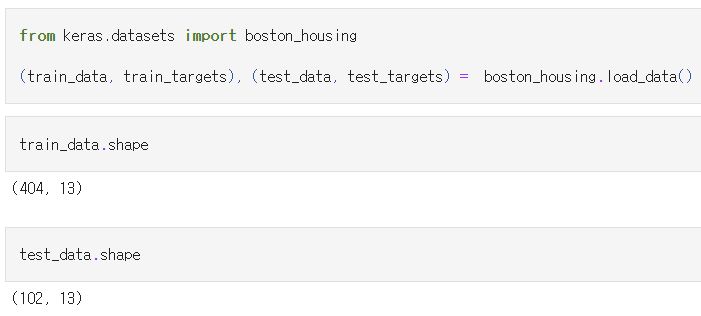 from keras.datasets import boston_housing
(train_data, train_targets), (test_data, test_targets) = boston_housing.load_data()
train_data.shape
(404, 13)
test_data.shape
(102, 13)